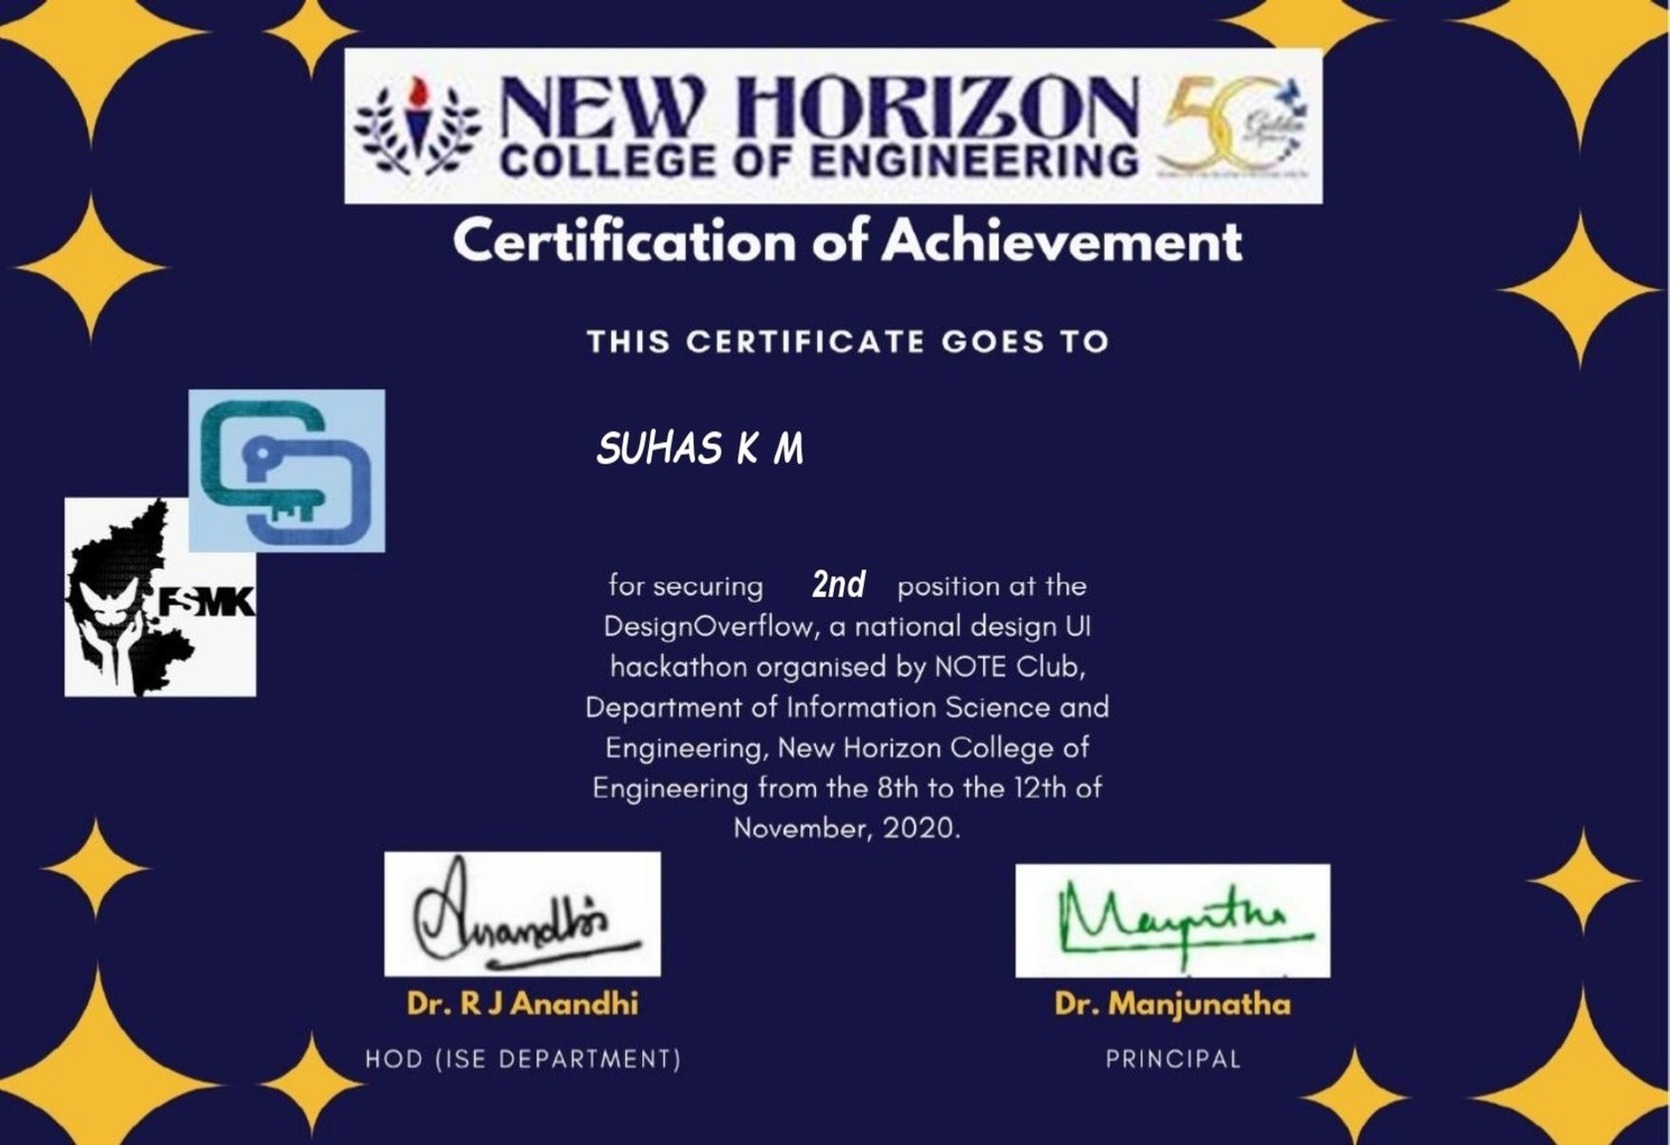 NEW HORIZON
COLLEGE OF ENGINEERING
50
Certification of Achievement
THIS CERTIFICATE GOES TO
SUHAS K M
FSMK
for securing 2nd position at the
DesignOverflow, a national design UI
hackathon organised by NOTE Club,
Department of Information Science and
Engineering, New Horizon College of
Engineering from the 8th to the 12th of
November, 2020.
Anandhi
Manjunatha
Dr. R J Anandhi
Dr. Manjunatha
HOD (ISE DEPARTMENT)
PRINCIPAL